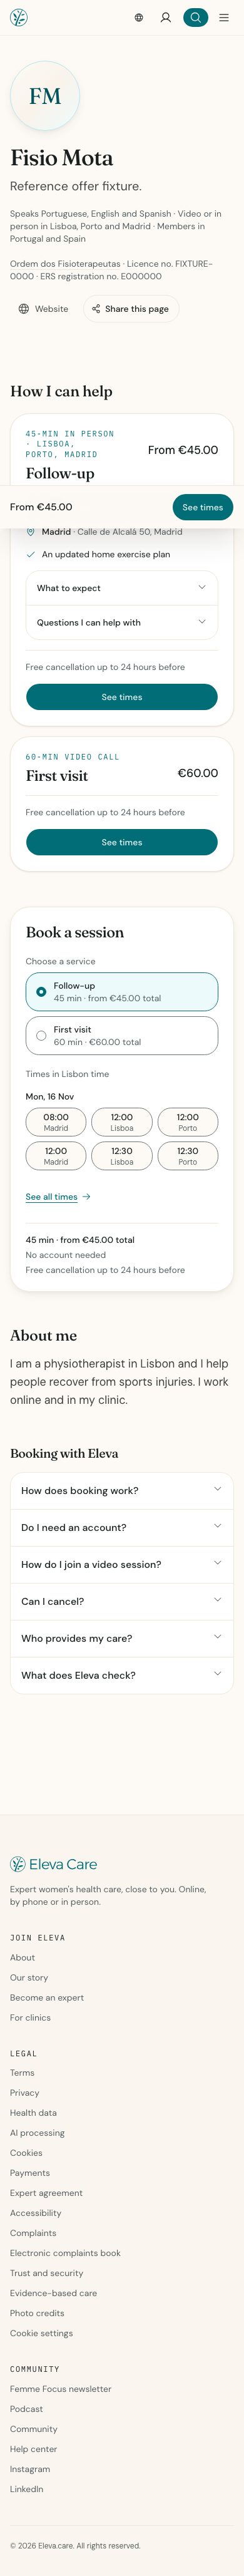 FM
Fisio Mota
Reference offer fixture.
Speaks Portuguese, English and Spanish · Video or
in person in Lisboa, Porto and Madrid · Members in
Portugal and Spain
Ordem dos Fisioterapeutas · Licence no. FIXTURE-
0000 · ERS registration no. E000000
Website
Share this page
How I can help
45-MIN IN PERSON
· LISBOA,
PORTO, MADRID
From €45.00
Follow-up
From €45.00
See times
Madrid · Calle de Alcalá 50, Madrid
An updated home exercise plan
What to expect
Questions I can help with
Free cancellation up to 24 hours before
See times
60-MIN VIDEO CALL
First visit
€60.00
Free cancellation up to 24 hours before
See times
Book a session
Choose a service
Follow-up
45 min · from €45.00 total
First visit
60 min · €60.00 total
Times in Lisbon time
Mon, 16 Nov
08:00 12:00 12:00
Madrid Lisboa Porto
12:00 12:30 12:30
Madrid Lisboa Porto
See all times
45 min · from €45.00 total
No account needed
Free cancellation up to 24 hours before
About me
I am a physiotherapist in Lisbon and I help
people recover from sports injuries. I work
online and in my clinic.
Booking with Eleva
How does booking work?
Do I need an account?
How do I join a video session?
Can I cancel?
Who provides my care?
What does Eleva check?
Eleva Care
Expert women's health care, close to you. Online,
by phone or in person.
JOIN ELEVA
About
Our story
Become an expert
For clinics
LEGAL
Terms
Privacy
Health data
AI processing
Cookies
Payments
Expert agreement
Accessibility
Complaints
Electronic complaints book
Trust and security
Evidence-based care
Photo credits
Cookie settings
COMMUNITY
Femme Focus newsletter
Podcast
Community
Help center
Instagram
LinkedIn
© 2026 Eleva.care. All rights reserved.